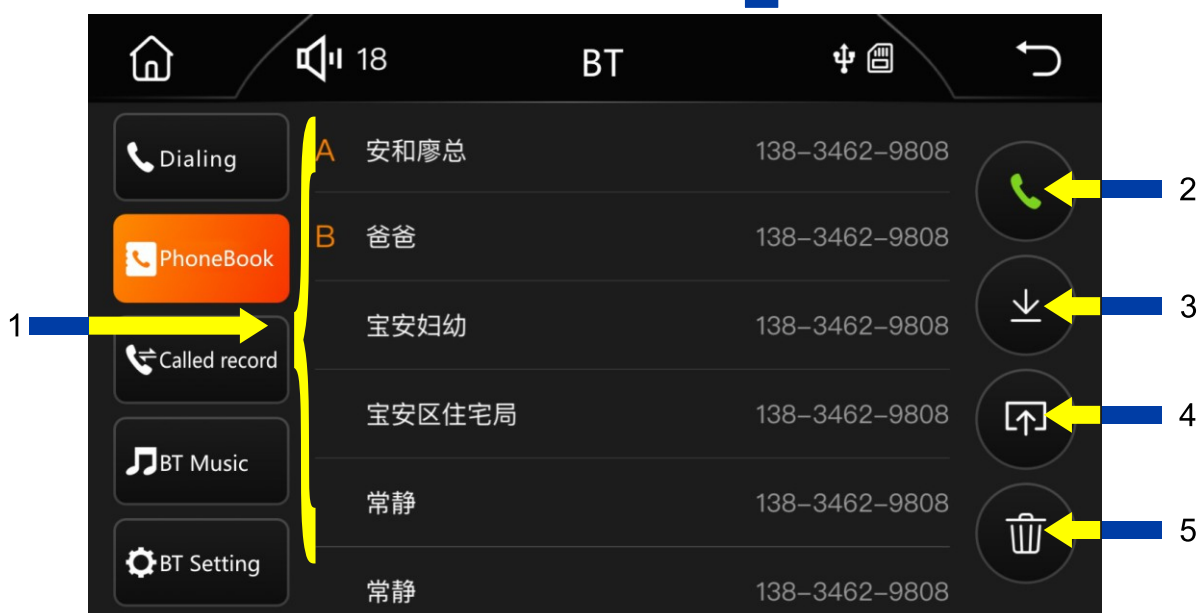 18 BT
Dialing
PhoneBook
Called record
BT Music
BT Setting
A 安和廖总 138-3462-9808
B 爸爸 138-3462-9808
宝安妇幼 138-3462-9808
宝安区住宅局 138-3462-9808
常静 138-3462-9808
常静 138-3462-9808
1
2
3
4
5